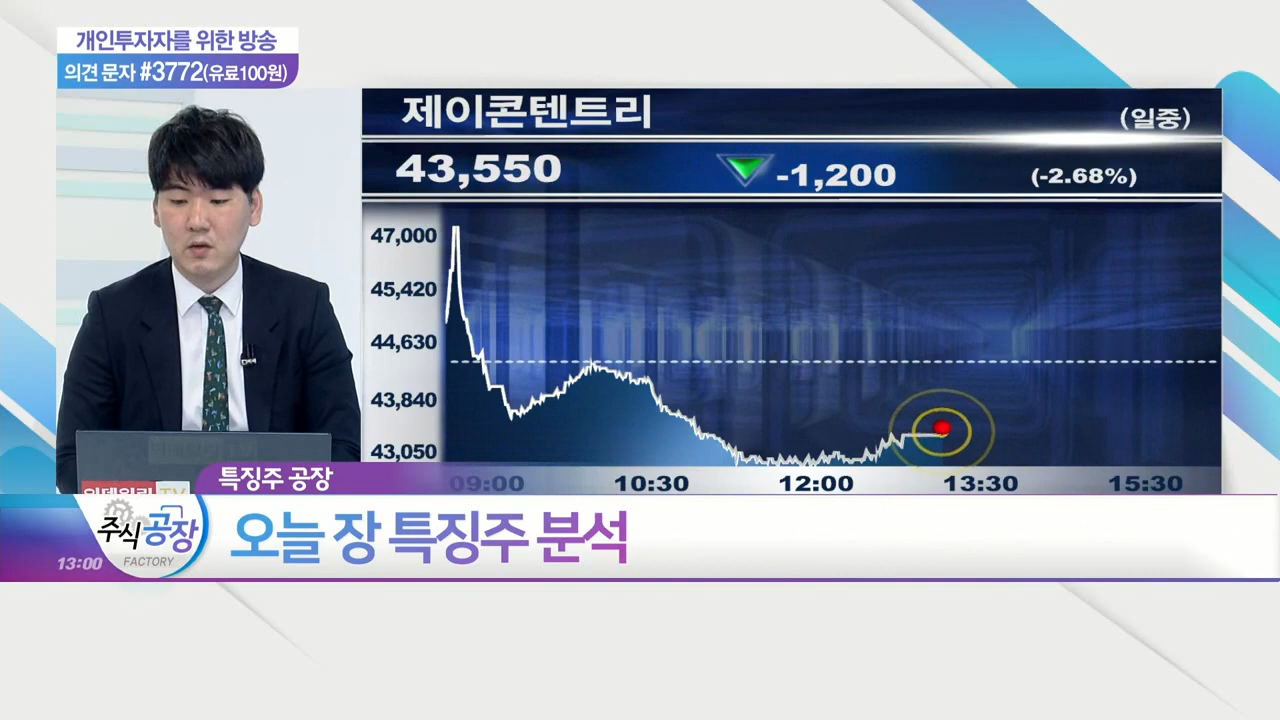 개인투자자를 위한 방송
의견 문자 #3772(유료100원)
제이콘텐트리
(일중)
43,550
-1,200
(-2.68%)
47,000
45,420
44,630
43,840
43,050
09:00
10:30
12:00
13:30
15:30
특징주 공장
주식공장
FACTORY
13:00
오늘 장 특징주 분석